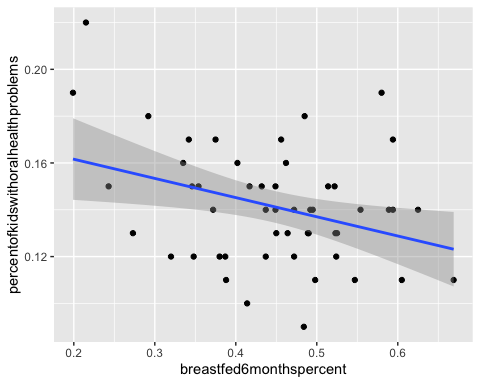 percentofkidswithoralhealthproblems
0.20
0.16
0.12
0.2 0.3 0.4 0.5 0.6
breastfed6monthspercent